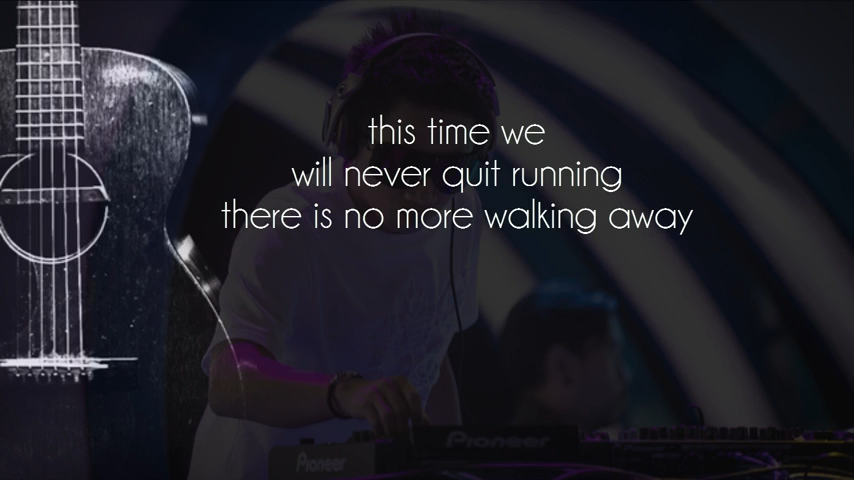 this time we
will never quit running
there is no more walking away
Pioneer
Pioneer